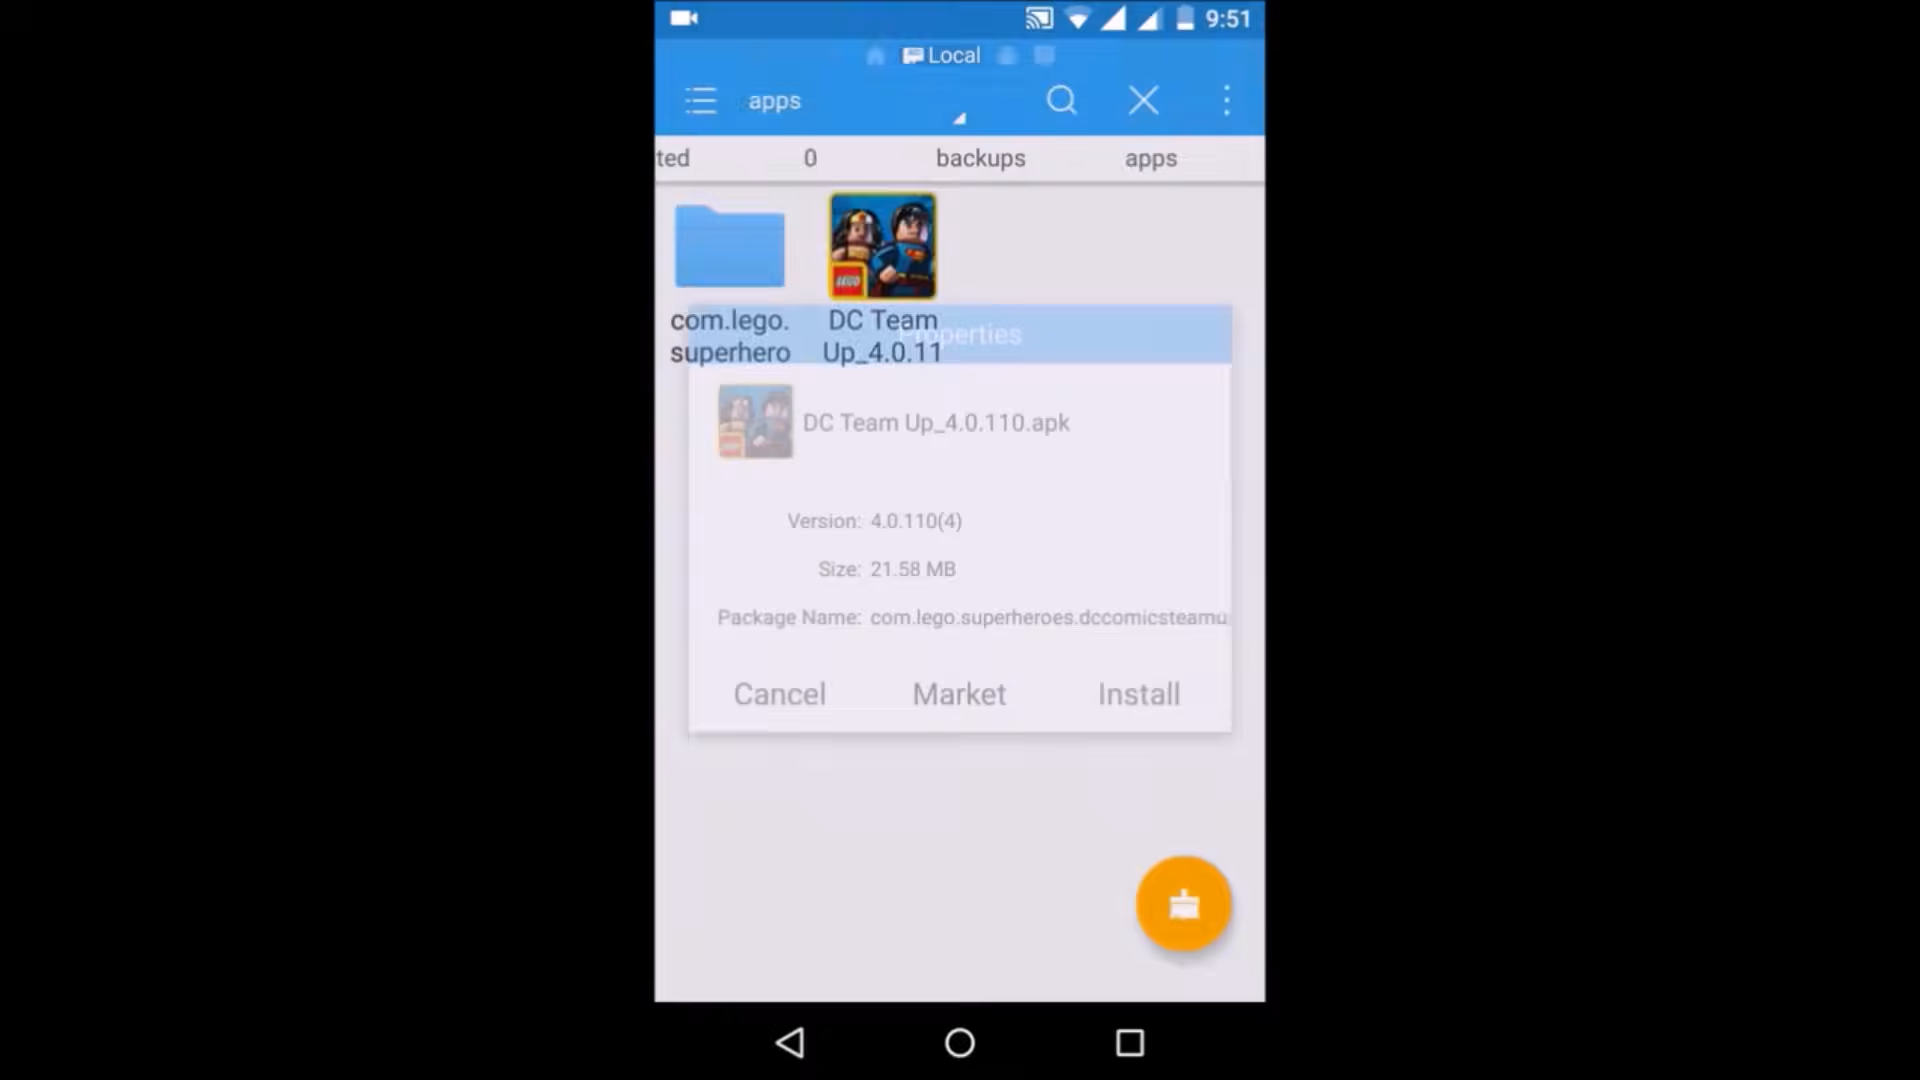 9:51
Local
apps
ted 0 backups apps
com.lego. DC Team
superhero Up_4.0.11
Properties
DC Team Up_4.0.110.apk
Version: 4.0.110(4)
Size: 21.58 MB
Package Name: com.lego.superheroes.dccomicsteamu
Cancel Market Install
LEGO